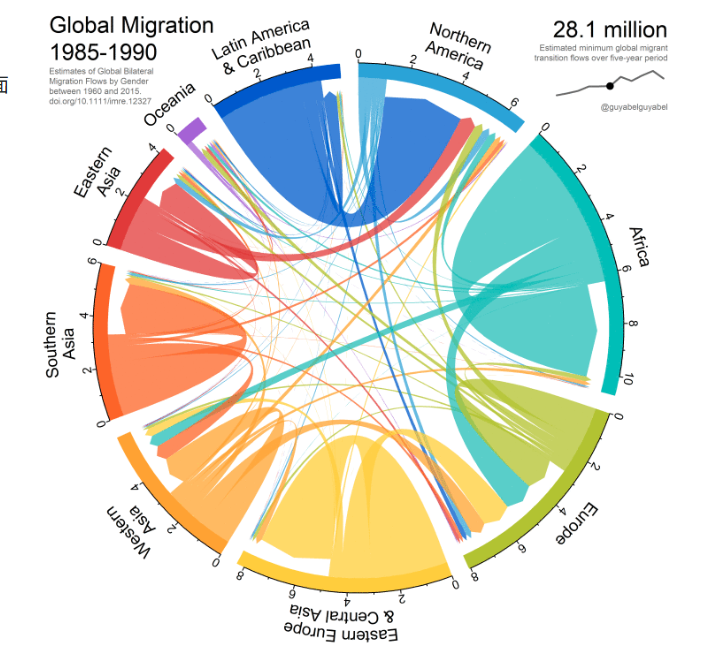 Global Migration
1985-1990
Estimates of Global Bilateral
Migration Flows by Gender
between 1960 and 2015.
doi.org/10.1111/imre.12327
28.1 million
Estimated minimum global migrant
transition flows over five-year period
@guyabelguyabel
面
Latin America
& Caribbean
0
2
4
Northern
America
0
2
4
6
Africa
0
2
4
6
8
10
Europe
0
2
4
6
8
Eastern Europe
& Central Asia
0
2
4
6
8
Western
Asia
0
2
4
Southern
Asia
0
2
4
6
Eastern
Asia
0
2
4
Oceania
0